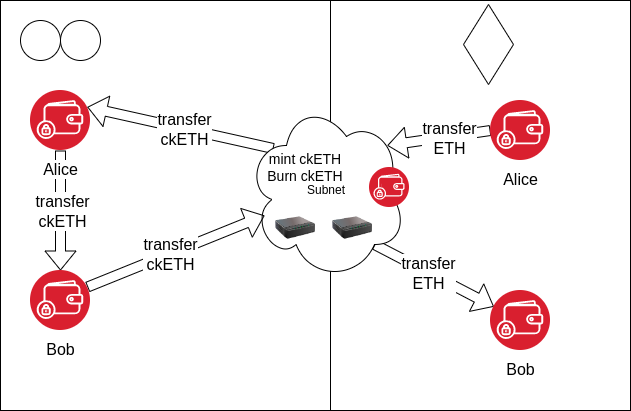 transfer
ckETH
transfer
ETH
mint ckETH
Burn ckETH
Subnet
Alice
Alice
transfer
ckETH
transfer
ckETH
transfer
ETH
Bob
Bob